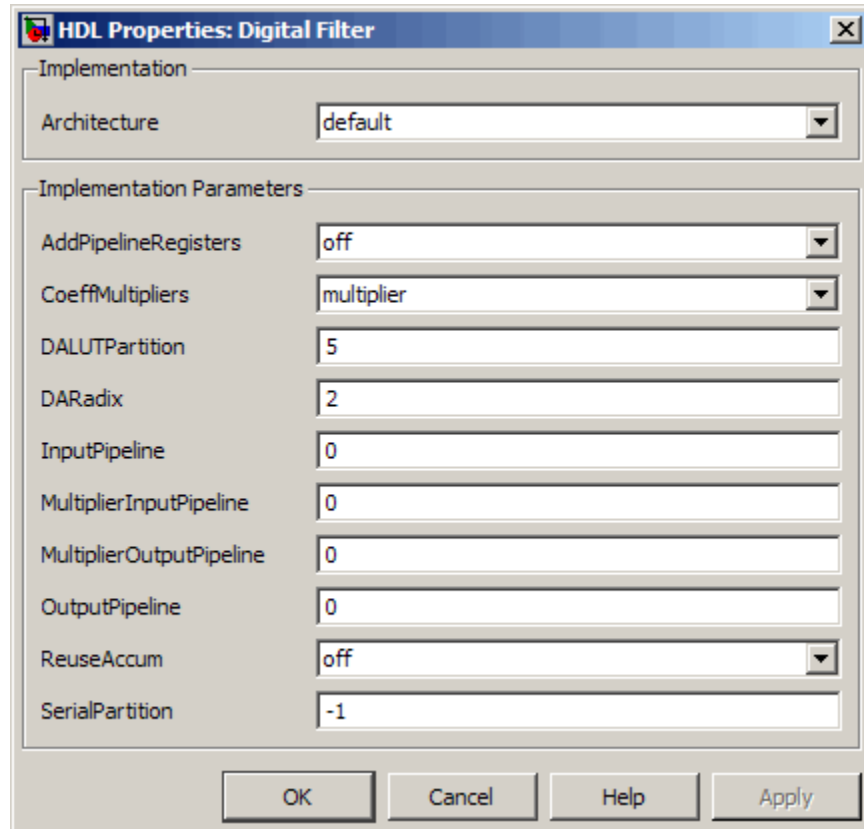 HDL Properties: Digital Filter
Implementation
Architecture default
Implementation Parameters
AddPipelineRegisters off
CoeffMultipliers multiplier
DALUTPartition 5
DARadix 2
InputPipeline 0
MultiplierInputPipeline 0
MultiplierOutputPipeline 0
OutputPipeline 0
ReuseAccum off
SerialPartition -1
OK Cancel Help Apply